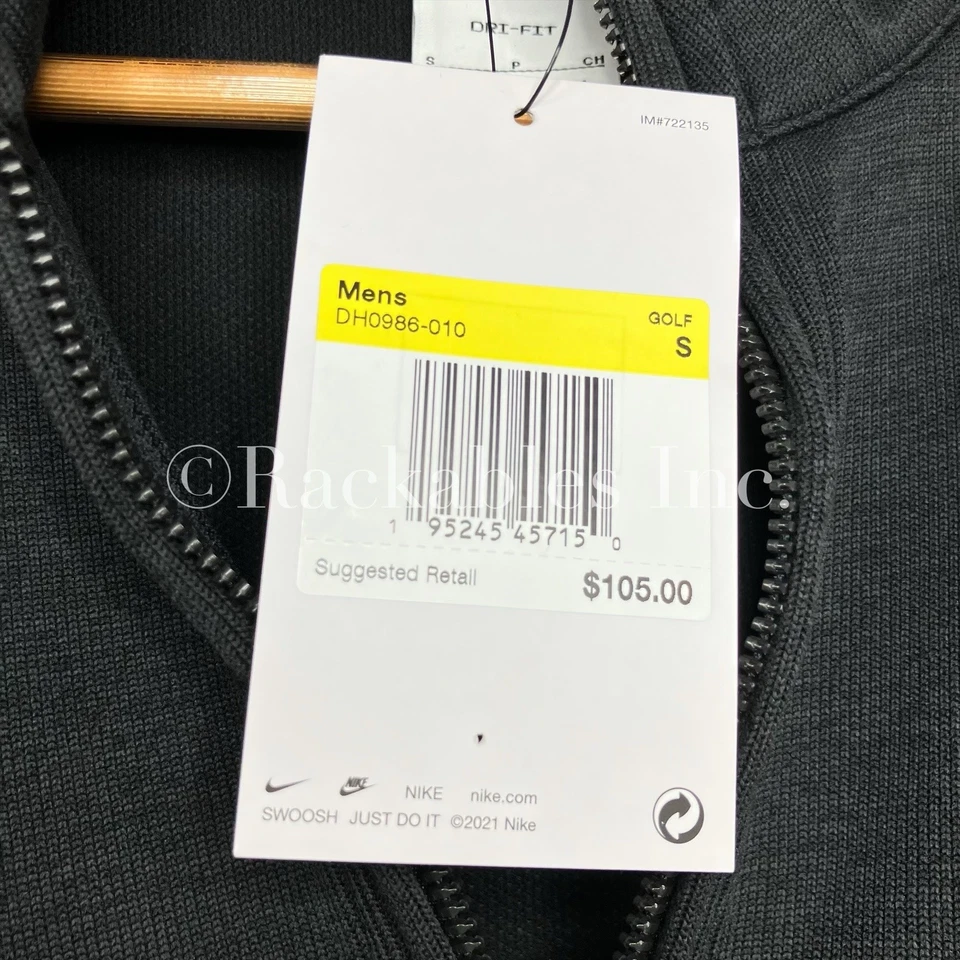 DRI-FIT
S P CH
IM#722135
Mens
DH0986-010
GOLF
S
©Rackables Inc
1 95245 45715 0
Suggested Retail $105.00
NIKE
NIKE nike.com
SWOOSH JUST DO IT ©2021 Nike